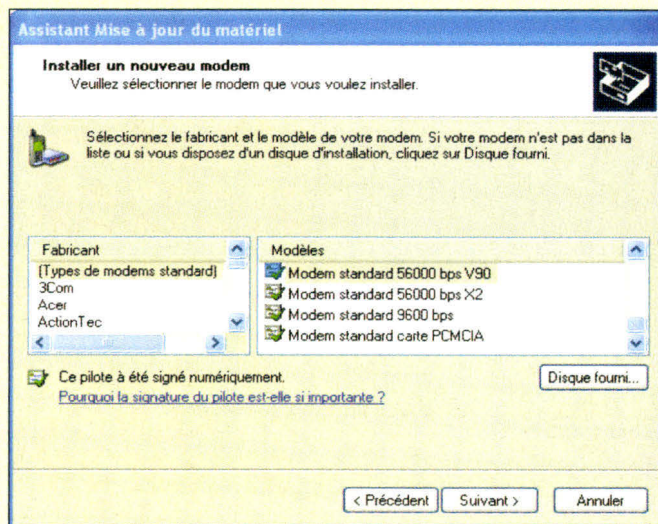 Assistant Mise à jour du matériel
Installer un nouveau modem
Veuillez sélectionner le modem que vous voulez installer.
Sélectionnez le fabricant et le modèle de votre modem. Si votre modem n'est pas dans la
liste ou si vous disposez d'un disque d'installation, cliquez sur Disque fourni.
Fabricant
(Types de modems standard)
3Com
Acer
ActionTec
Modèles
Modem standard 56000 bps V90
Modem standard 56000 bps X2
Modem standard 9600 bps
Modem standard carte PCMCIA
Ce pilote à été signé numériquement.
Pourquoi la signature du pilote est-elle si importante ?
Disque fourni...
< Précédent
Suivant >
Annuler